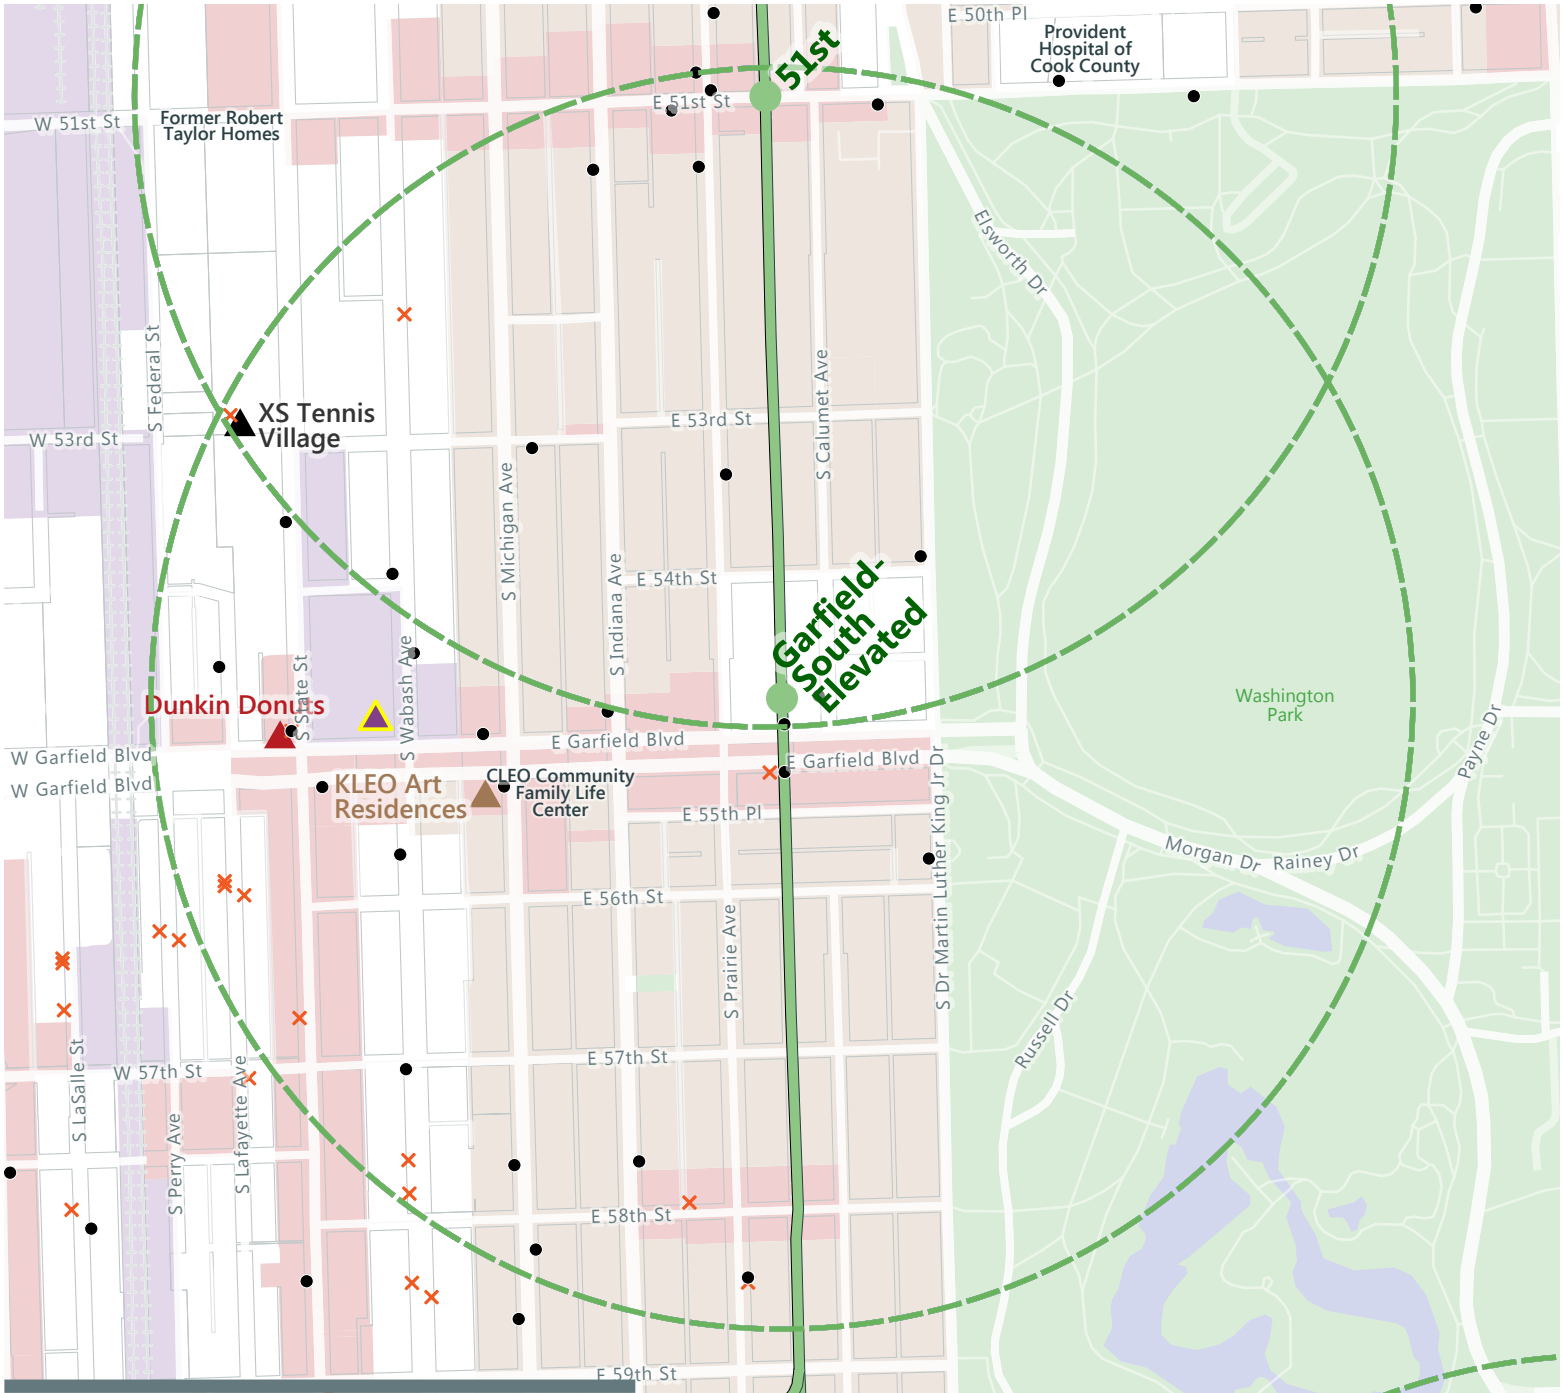 E 50th Pl
Provident
Hospital of
Cook County
51st
E 51st St
W 51st St
Former Robert
Taylor Homes
Elsworth Dr
S Federal St
XS Tennis
Village
W 53rd St
E 53rd St
S Calumet Ave
S Michigan Ave
S Indiana Ave
E 54th St
Garfield-
South
Elevated
S State St
S Wabash Ave
Dunkin Donuts
Washington
Park
Payne Dr
W Garfield Blvd
E Garfield Blvd
E Garfield Blvd
W Garfield Blvd
KLEO Art
Residences
CLEO Community
Family Life
Center
E 55th Pl
S Dr Martin Luther King Jr Dr
Morgan Dr
Rainey Dr
E 56th St
S Prairie Ave
Russell Dr
E 57th St
W 57th St
S LaSalle St
S Perry Ave
S Lafayette Ave
E 58th St
E 59th St